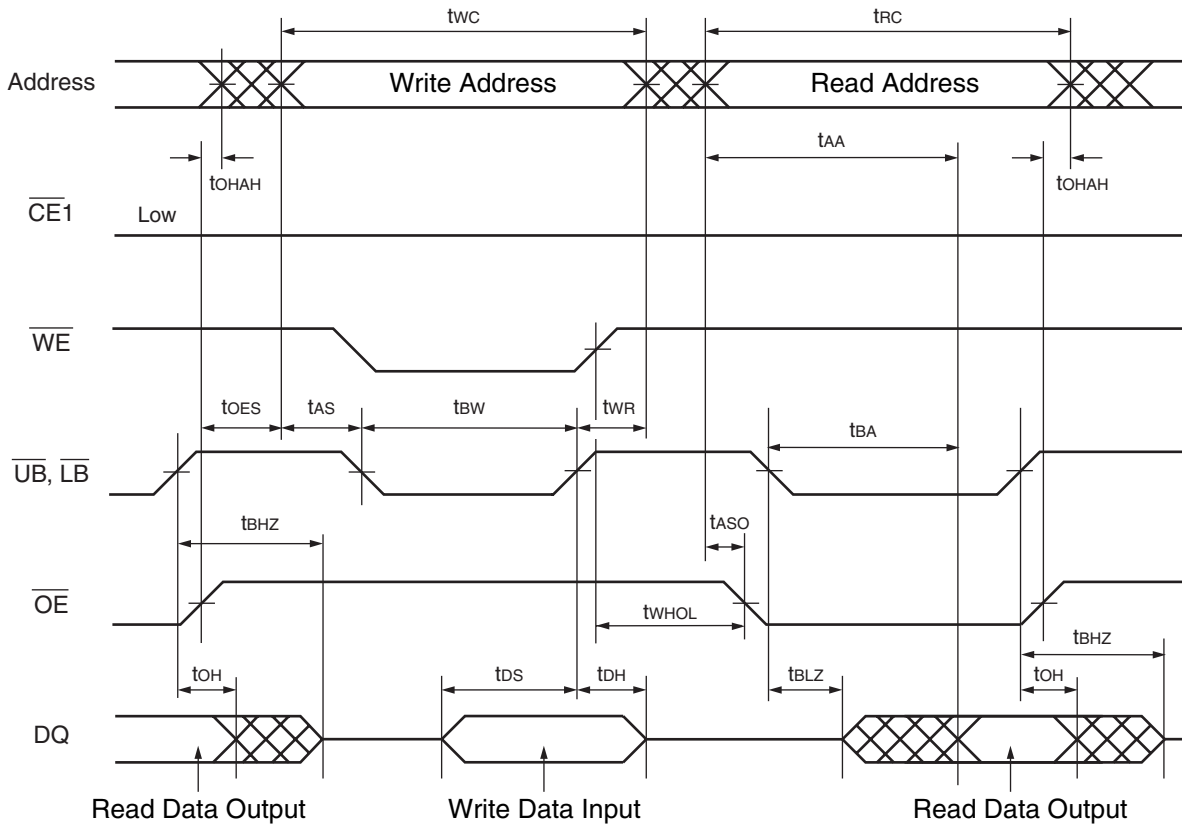 tWC tRC
Address Write Address Read Address
tAA
tOHAH tOHAH
CE1 Low
WE
tOES tAS tBW tWR
tBA
UB, LB
tBHZ tASO
OE
tWHOL
tBHZ
tOH tDS tDH tBLZ tOH
DQ
Read Data Output Write Data Input Read Data Output